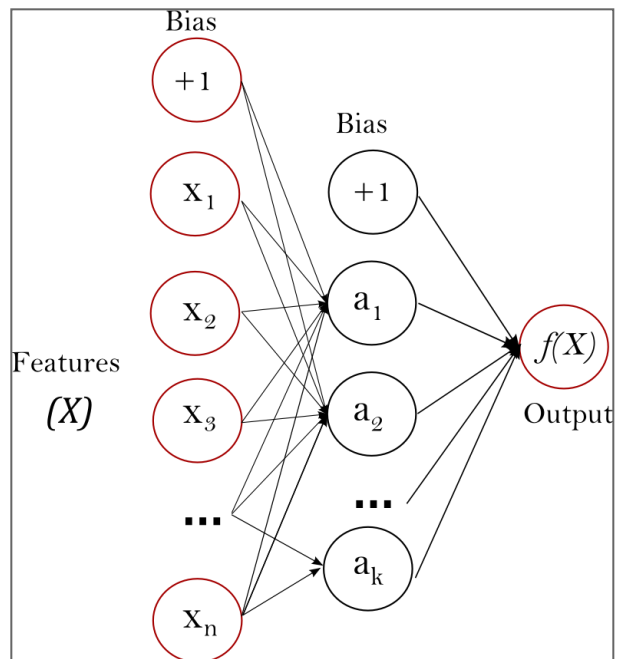 Bias
+1
x1
x2
x3
...
xn
Features
(X)
Bias
+1
a1
a2
...
ak
f(X)
Output